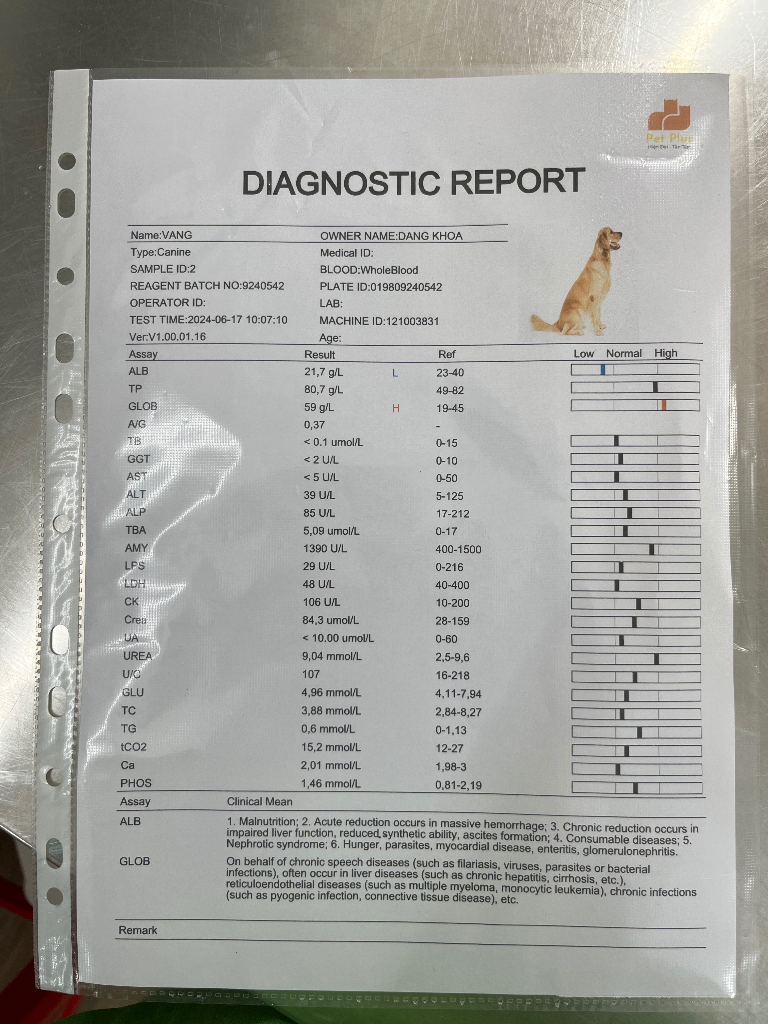 Pet Plus
DIAGNOSTIC REPORT
Name:VANG OWNER NAME:DANG KHOA
Type:Canine Medical ID:
SAMPLE ID:2 BLOOD:WholeBlood
REAGENT BATCH NO:9240542 PLATE ID:019809240542
OPERATOR ID: LAB:
TEST TIME:2024-06-17 10:07:10 MACHINE ID:121003831
Ver:V1.00.01.16 Age:
Assay Result Ref Low Normal High
ALB 21,7 g/L L 23-40
TP 80,7 g/L 49-82
GLOB 59 g/L H 19-45
A/G 0,37 -
TB < 0.1 umol/L 0-15
GGT < 2 U/L 0-10
AST < 5 U/L 0-50
ALT 39 U/L 5-125
ALP 85 U/L 17-212
TBA 5,09 umol/L 0-17
AMY 1390 U/L 400-1500
LPS 29 U/L 0-216
LDH 48 U/L 40-400
CK 106 U/L 10-200
Crea 84,3 umol/L 28-159
UA < 10.00 umol/L 0-60
UREA 9,04 mmol/L 2,5-9,6
U/C 107 16-218
GLU 4,96 mmol/L 4,11-7,94
TC 3,88 mmol/L 2,84-8,27
TG 0,6 mmol/L 0-1,13
tCO2 15,2 mmol/L 12-27
Ca 2,01 mmol/L 1,98-3
PHOS 1,46 mmol/L 0,81-2,19
Assay Clinical Mean
ALB 1. Malnutrition; 2. Acute reduction occurs in massive hemorrhage; 3. Chronic reduction occurs in
impaired liver function, reduced synthetic ability, ascites formation; 4. Consumable diseases; 5.
Nephrotic syndrome; 6. Hunger, parasites, myocardial disease, enteritis, glomerulonephritis.
GLOB On behalf of chronic speech diseases (such as filariasis, viruses, parasites or bacterial
infections), often occur in liver diseases (such as chronic hepatitis, cirrhosis, etc.),
reticuloendothelial diseases (such as multiple myeloma, monocytic leukemia), chronic infections
(such as pyogenic infection, connective tissue disease), etc.
Remark